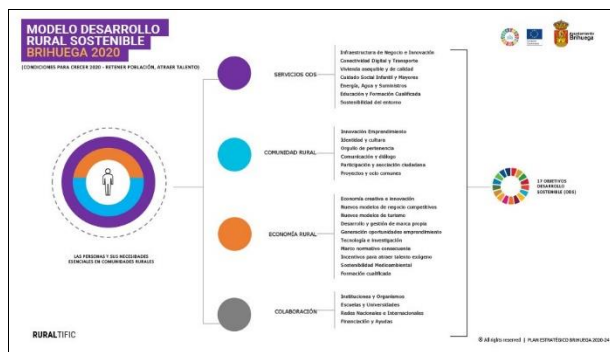 MODELO DESARROLLO
RURAL SOSTENIBLE
BRIHUEGA 2020
(CONDICIONES PARA CRECER 2020 - RETENER POBLACIÓN, ATRAER TALENTO)
LAS PERSONAS Y SUS NECESIDADES
ESENCIALES EN COMUNIDADES RURALES
SERVICIOS ODS
Infraestructura de Negocio e Innovación
Conectividad Digital y Transporte
Vivienda asequible y de calidad
Cuidado Social Infantil y Mayores
Energía, Agua y Suministros
Educación y Formación Cualificada
Sostenibilidad del entorno
COMUNIDAD RURAL
Innovación Emprendimiento
Identidad y cultura
Orgullo de pertenencia
Comunicación y diálogo
Participación y asociación ciudadana
Proyectos y ocio comunes
ECONOMÍA RURAL
Economía creativa e innovación
Nuevos modelos de negocio competitivos
Nuevos modelos de turismo
Desarrollo y gestión de marca propia
Generación oportunidades emprendimiento
Tecnología e investigación
Marco normativo consecuente
Incentivos para atraer talento exógeno
Sostenibilidad Medioambiental
Formación cualificada
COLABORACIÓN
Instituciones y Organismos
Escuelas y Universidades
Redes Nacionales e Internacionales
Financiación y Ayudas
17 OBJETIVOS
DESARROLLO
SOSTENIBLE (ODS)
Ayuntamiento
Brihuega
RURALTIFIC
® All rights reserved | PLAN ESTRATÉGICO BRIHUEGA 2020-24